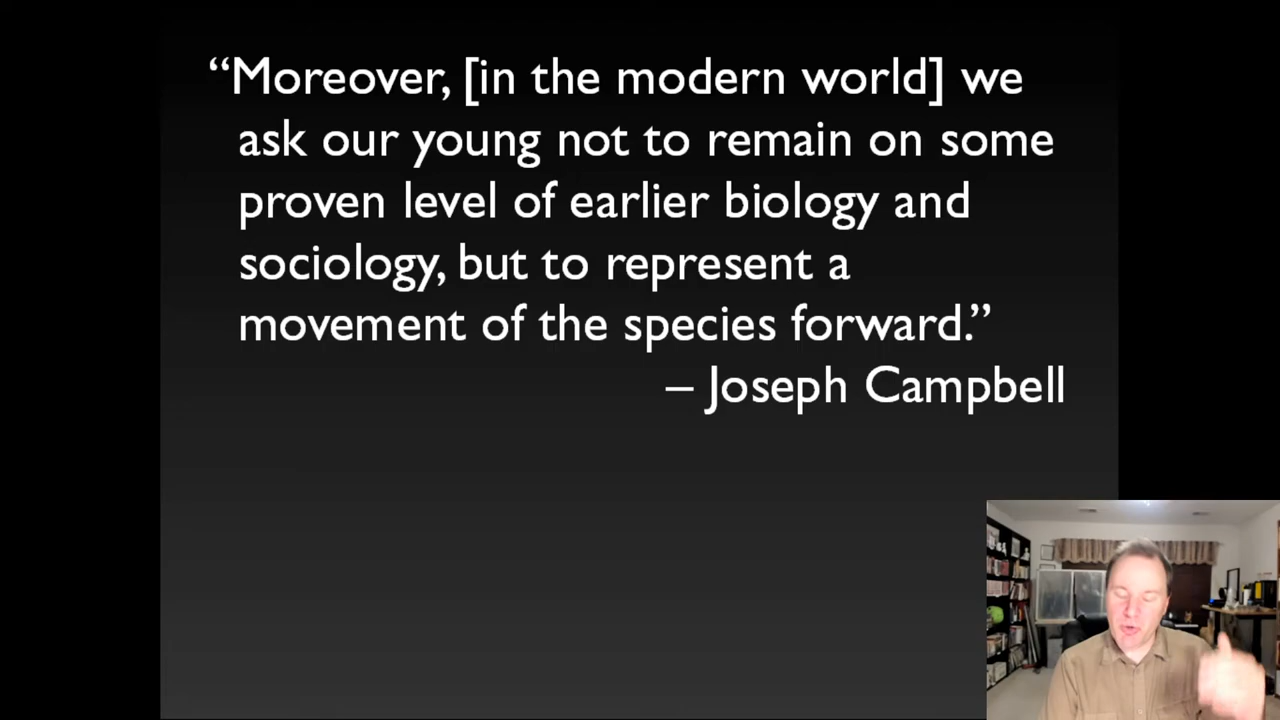 “Moreover, [in the modern world] we
ask our young not to remain on some
proven level of earlier biology and
sociology, but to represent a
movement of the species forward.”
– Joseph Campbell